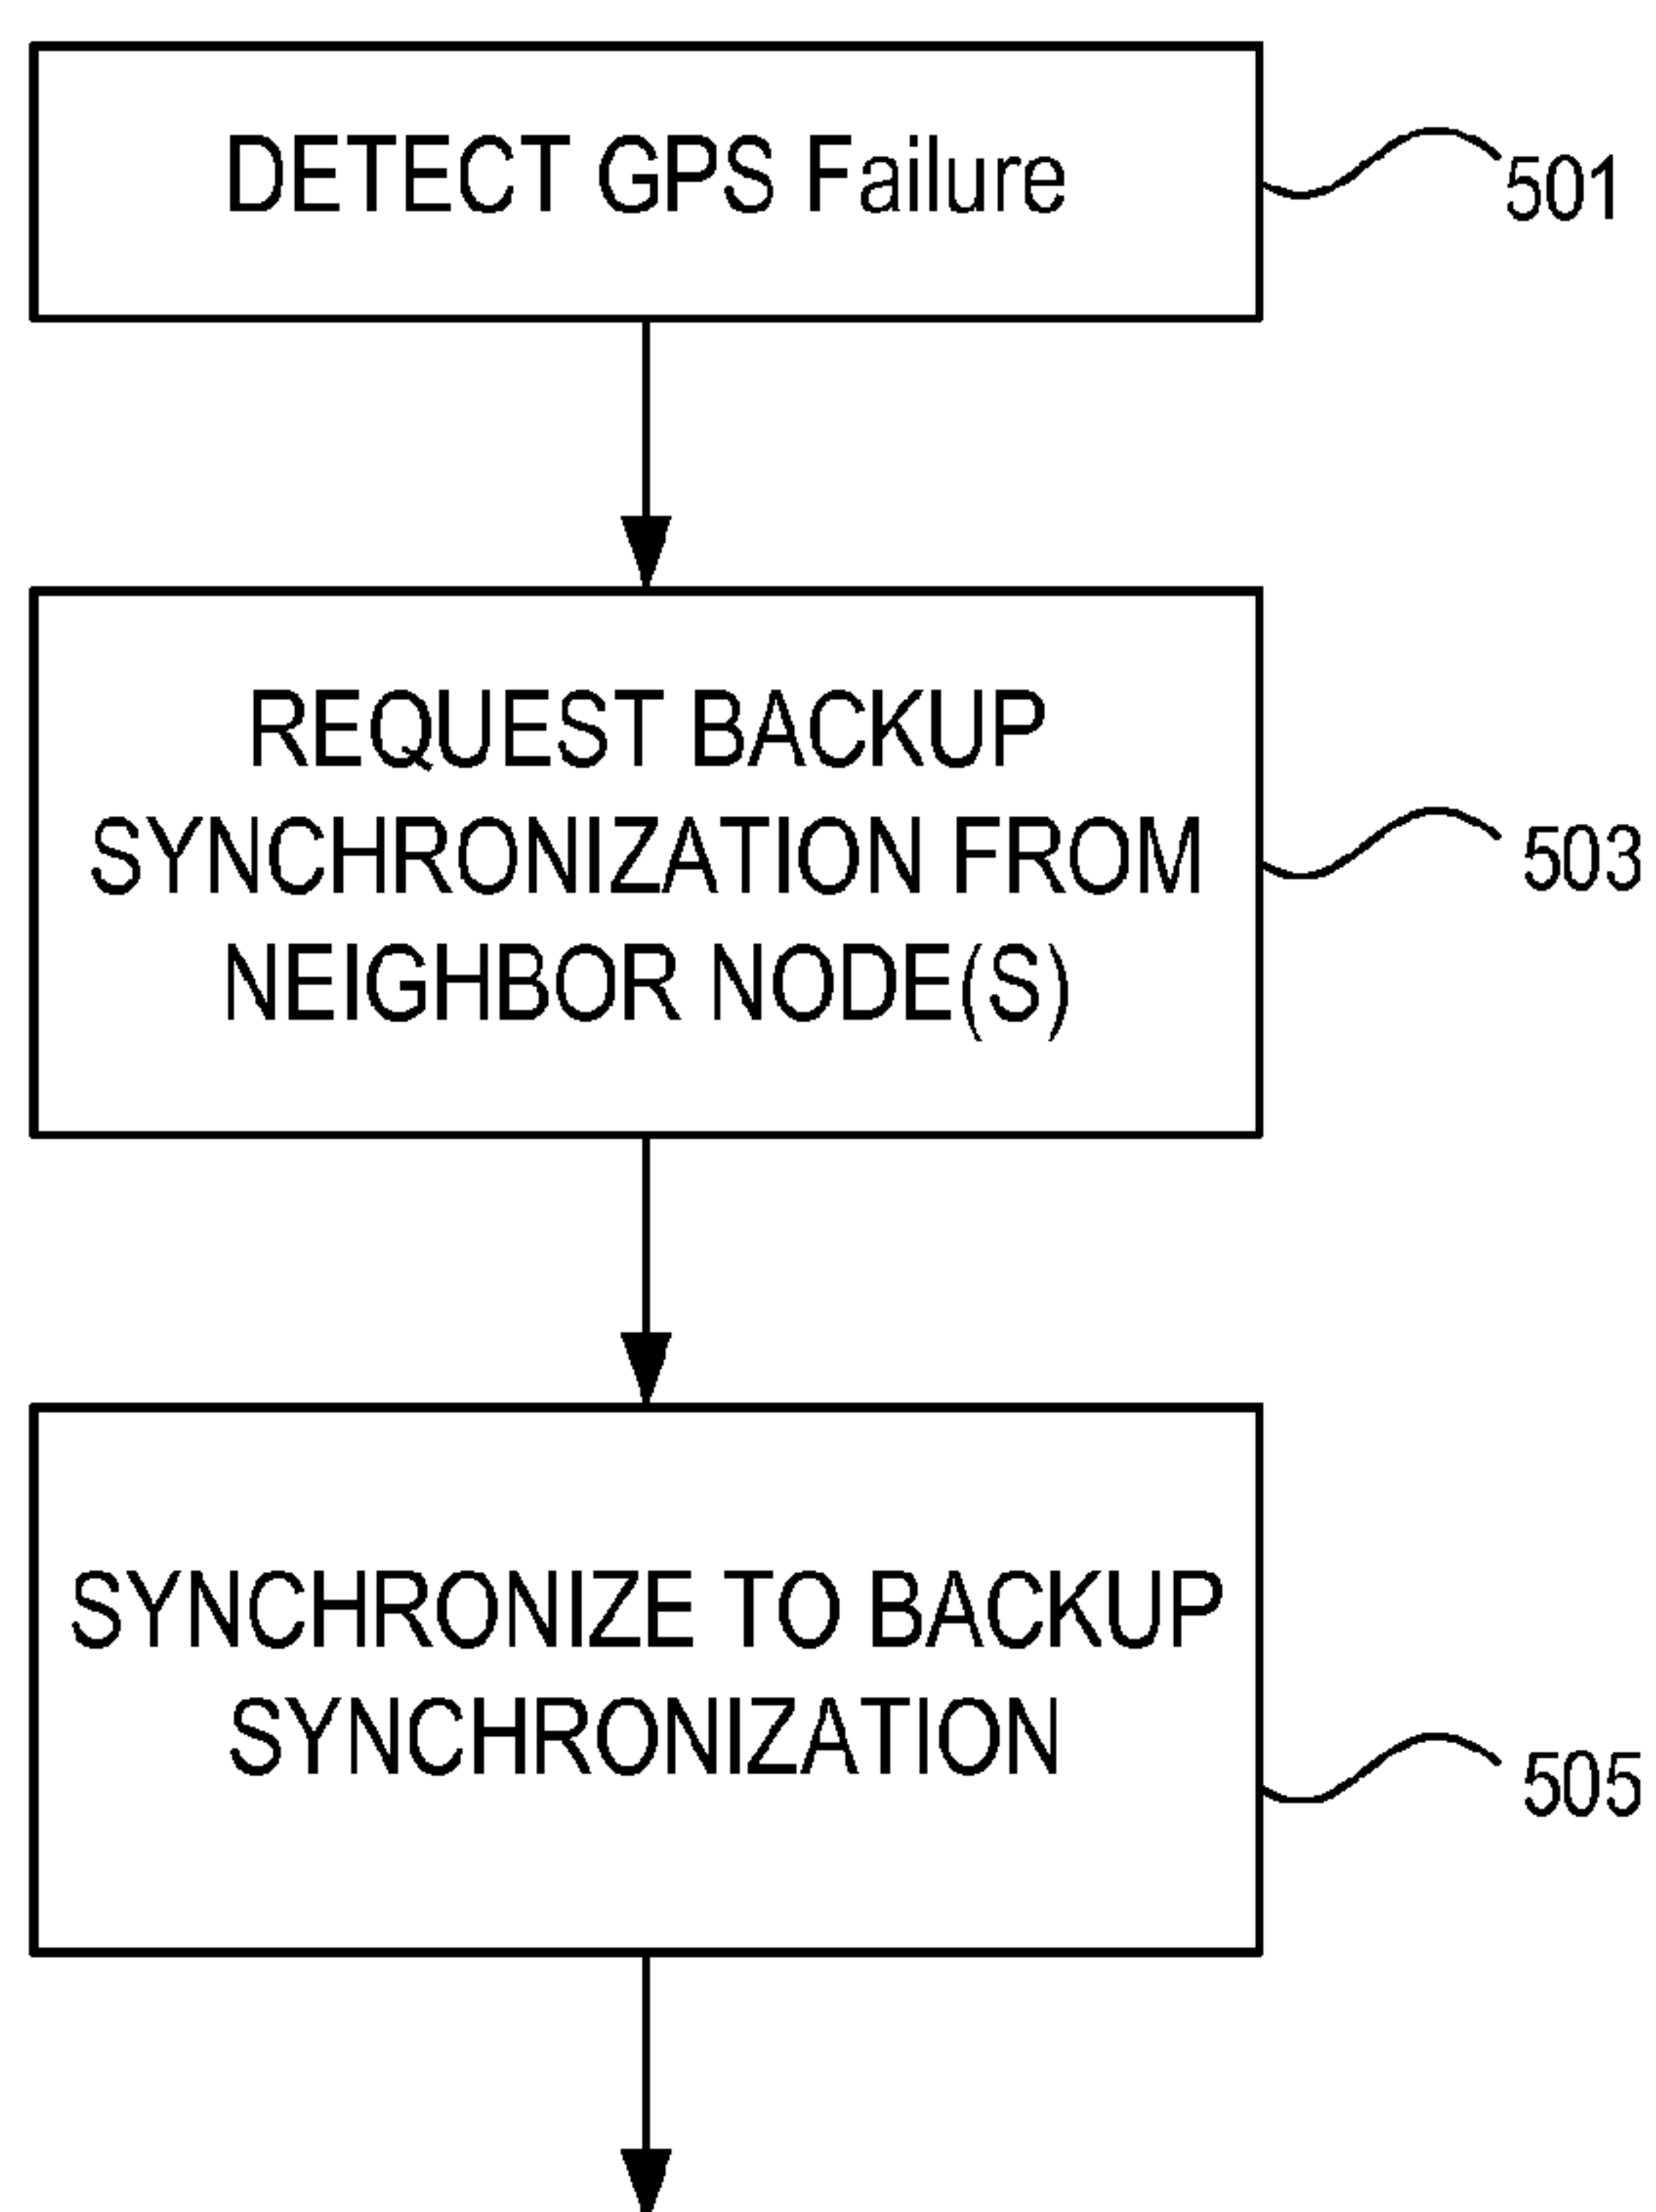 DETECT GPS Failure
501
REQUEST BACKUP
SYNCHRONIZATION FROM
NEIGHBOR NODE(S)
503
SYNCHRONIZE TO BACKUP
SYNCHRONIZATION
505